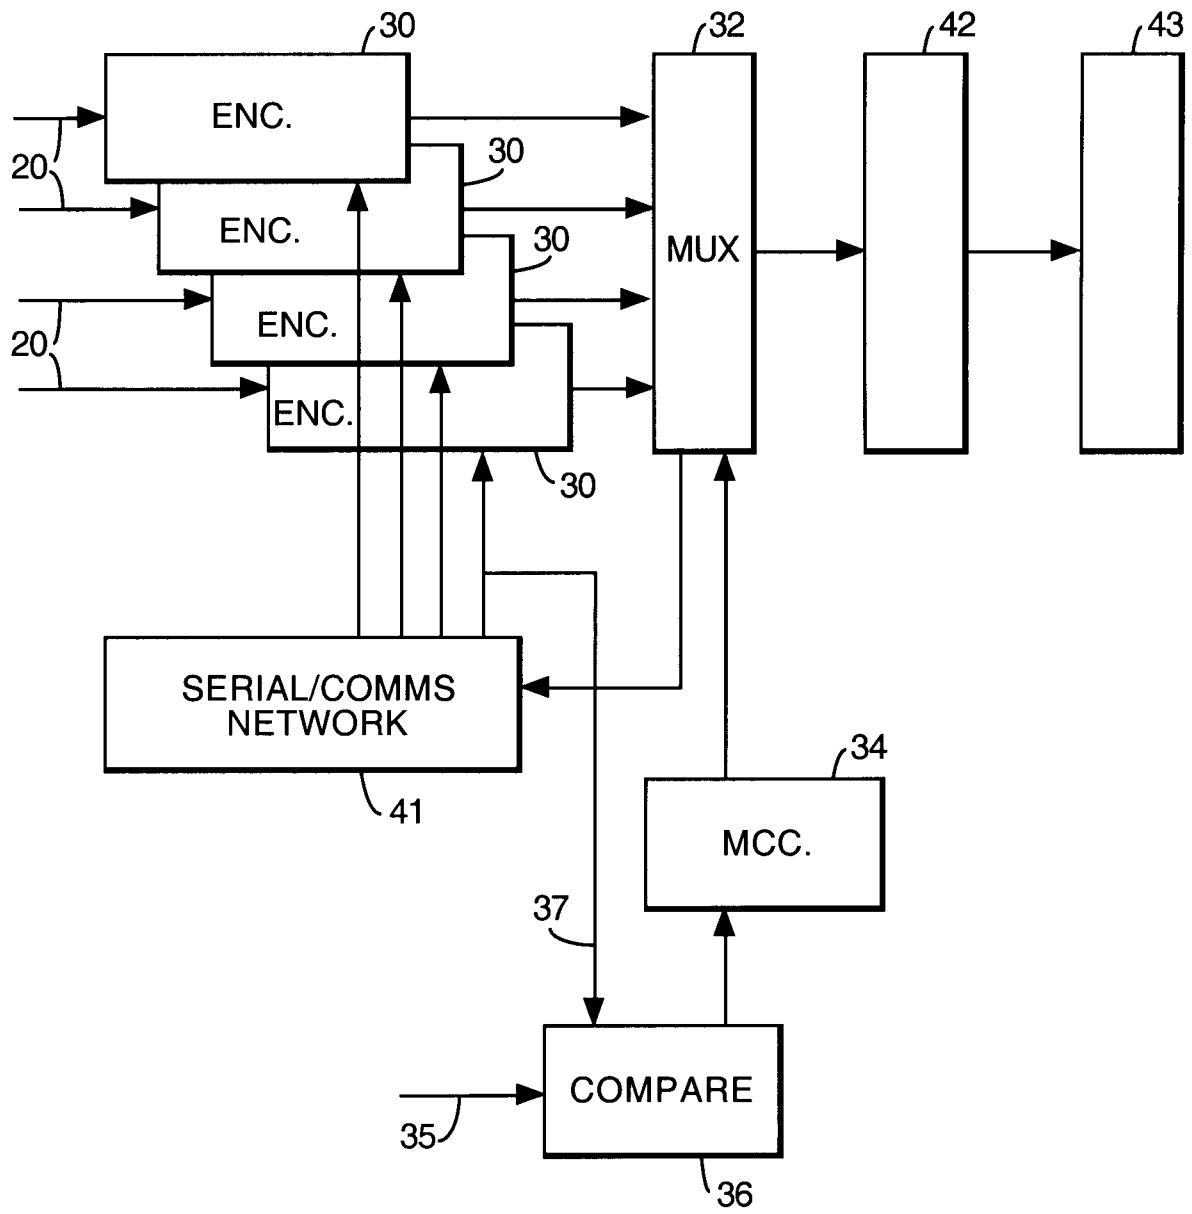 30
32
42
43
ENC.
20
30
ENC.
30
MUX
20
ENC.
ENC.
30
SERIAL/COMMS
NETWORK
41
34
MCC.
37
COMPARE
35
36